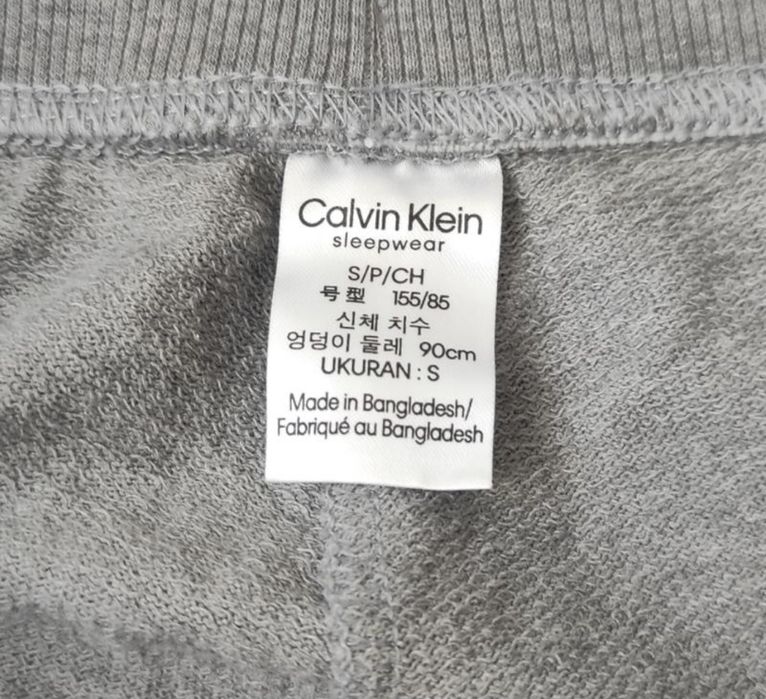 Calvin Klein
sleepwear
S/P/CH
号型 155/85
신체 치수
엉덩이 둘레 90cm
UKURAN : S
Made in Bangladesh/
Fabriqué au Bangladesh